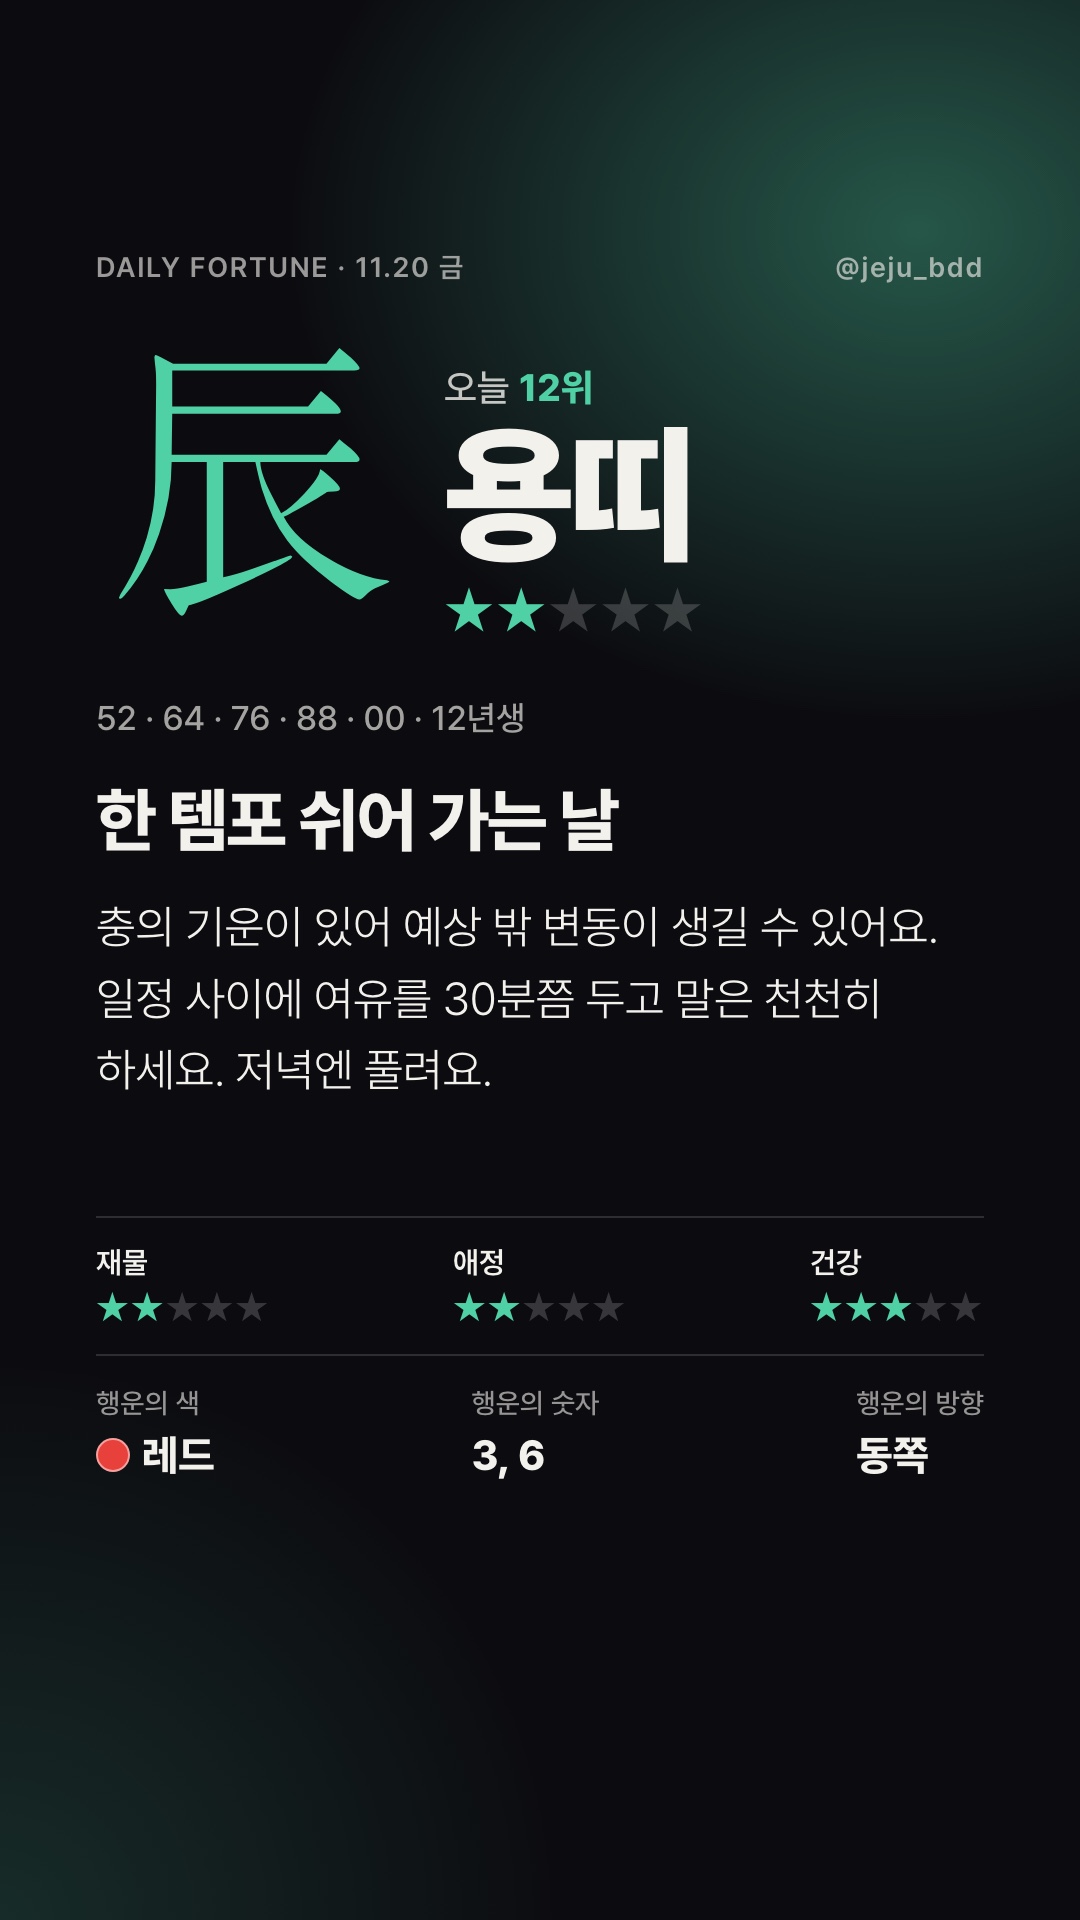 DAILY FORTUNE · 11.20 금
@jeju_bdd
辰
오늘 12위
용띠
★★★★★
52 · 64 · 76 · 88 · 00 · 12년생
한 템포 쉬어 가는 날
충의 기운이 있어 예상 밖 변동이 생길 수 있어요.
일정 사이에 여유를 30분쯤 두고 말은 천천히
하세요. 저녁엔 풀려요.
재물 애정 건강
★★★★★ ★★★★★ ★★★★★
행운의 색 행운의 숫자 행운의 방향
레드 3, 6 동쪽